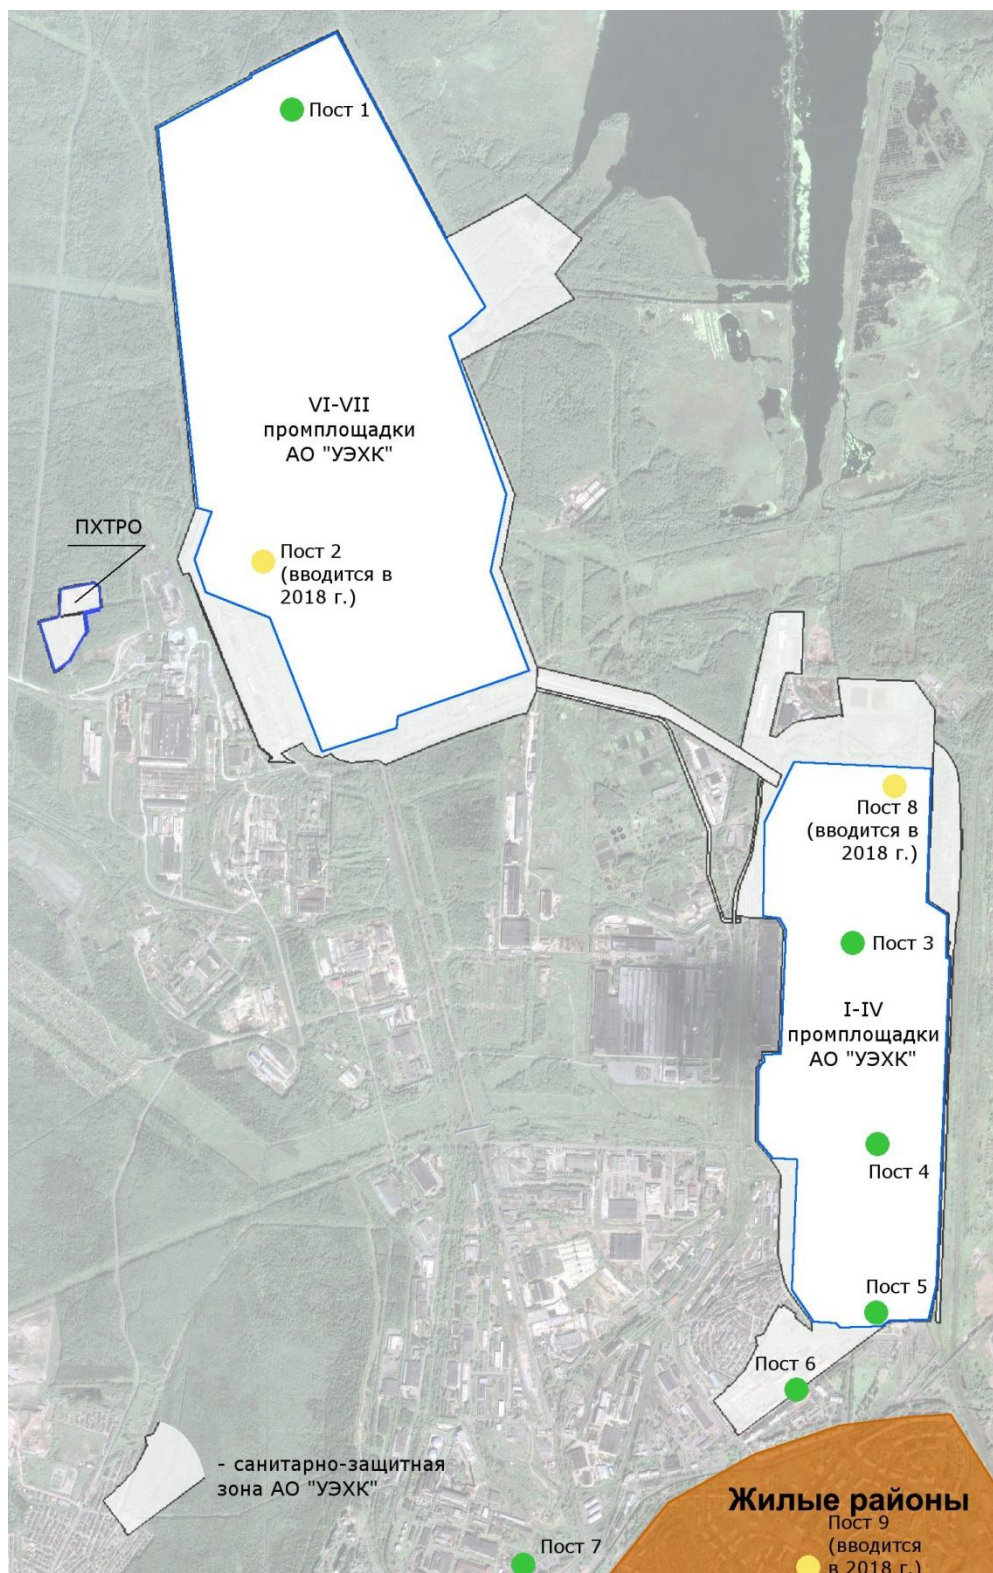 Пост 1
VI-VII
промплощадки
АО "УЭХК"
ПХТРО
Пост 2
(вводится в
2018 г.)
Пост 8
(вводится в
2018 г.)
Пост 3
I-IV
промплощадки
АО "УЭХК"
Пост 4
Пост 5
Пост 6
- санитарно-защитная
зона АО "УЭХК"
Жилые районы
Пост 9
(вводится
в 2018 г.)
Пост 7